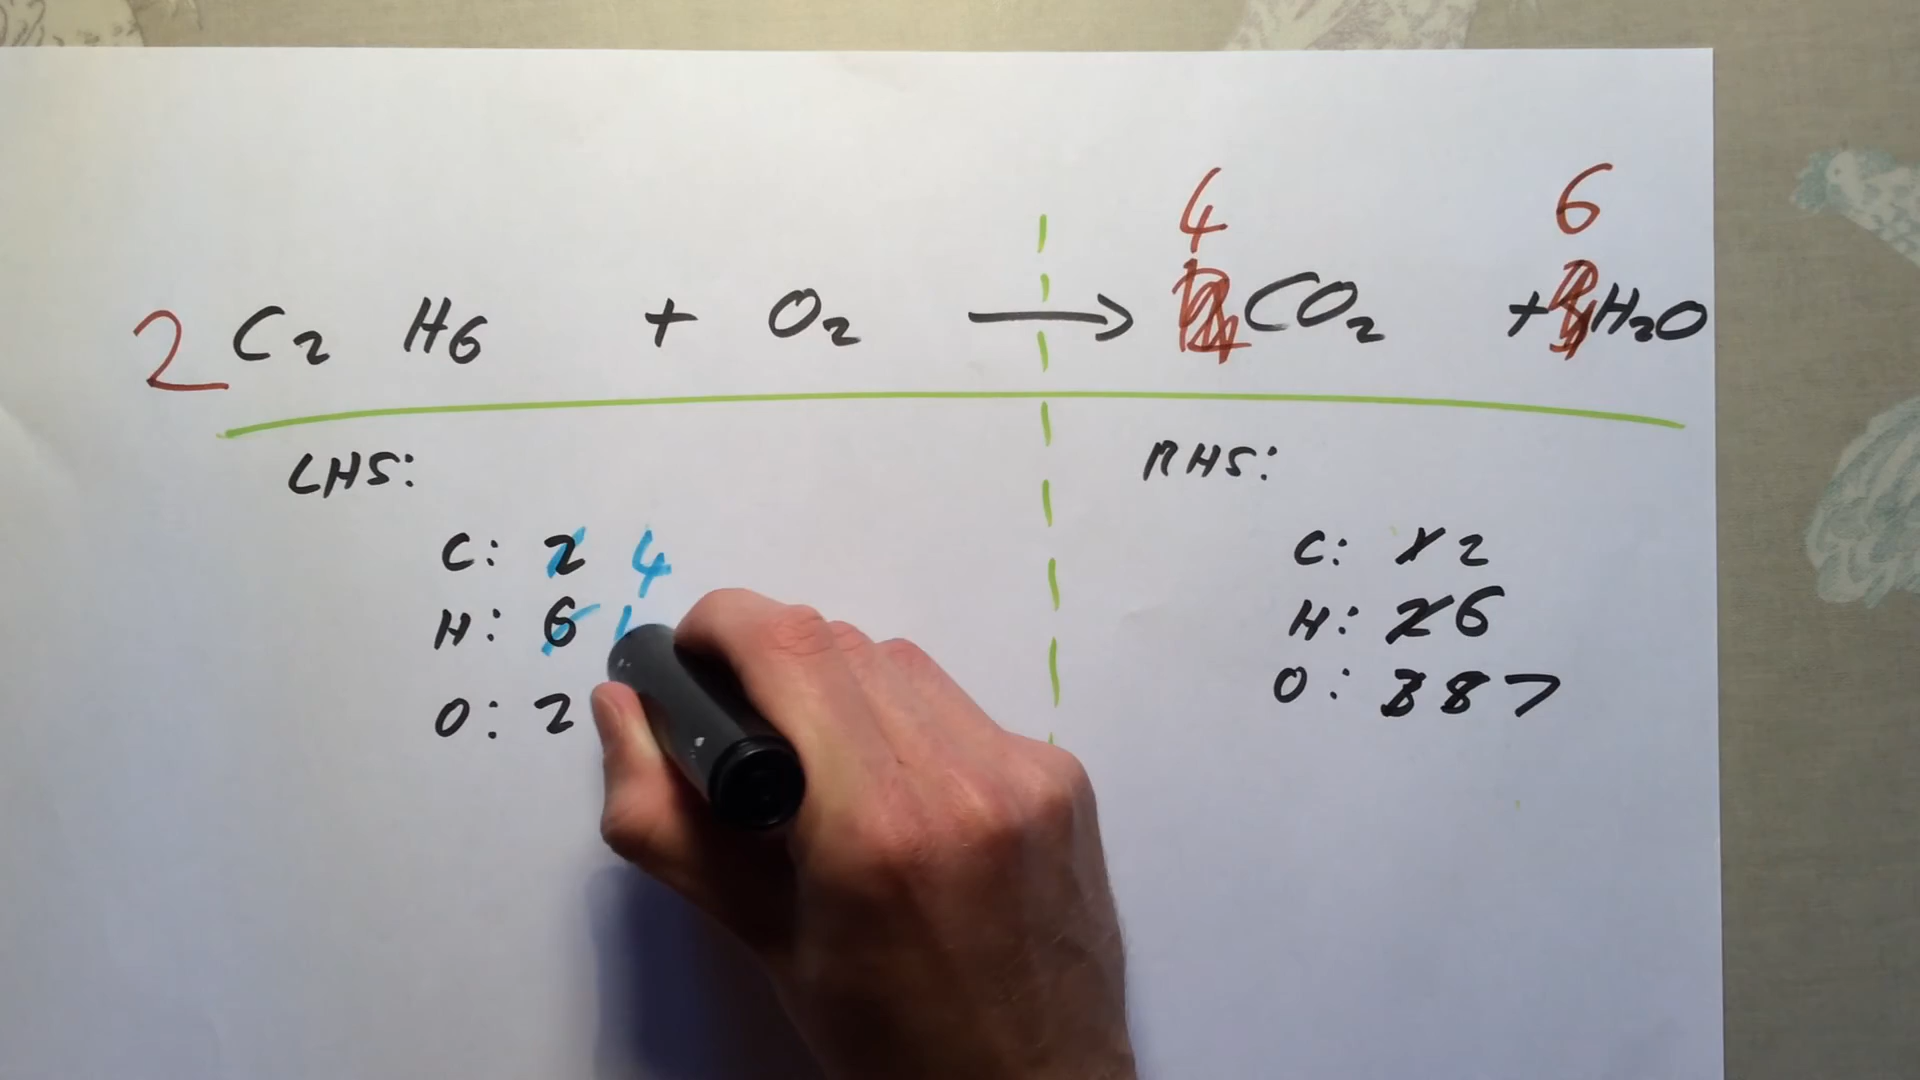 4 6
2 C2 H6 + O2 → CO2 + H2O
LHS: RHS:
C: 2 4 C: 1 2
H: 6 H: 2 6
O: 2 O: 3 8 7